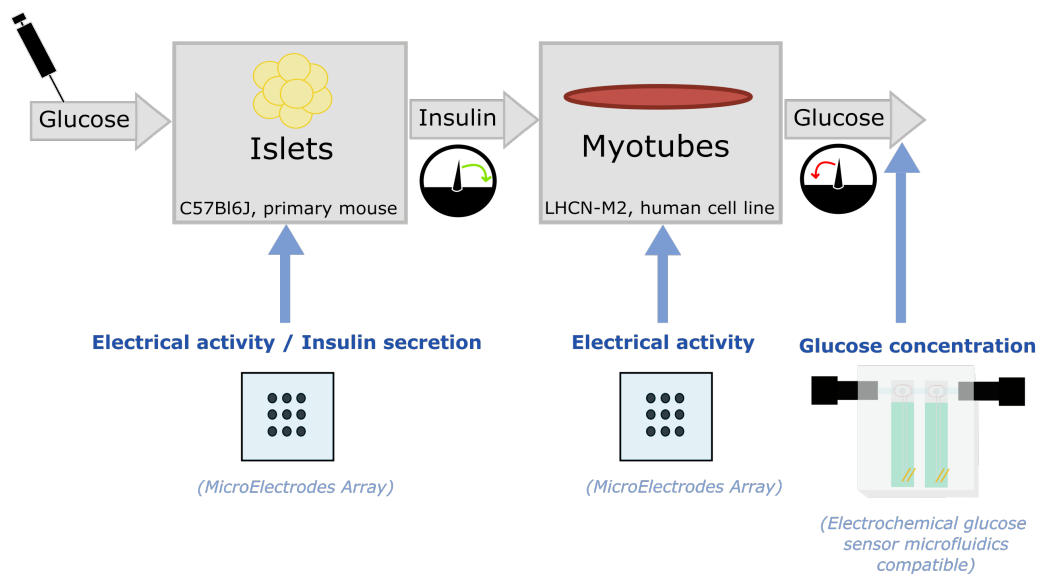 Glucose
Islets
C57Bl6J, primary mouse
Insulin
Myotubes
LHCN-M2, human cell line
Glucose
Electrical activity / Insulin secretion
(MicroElectrodes Array)
Electrical activity
(MicroElectrodes Array)
Glucose concentration
(Electrochemical glucose
sensor microfluidics
compatible)